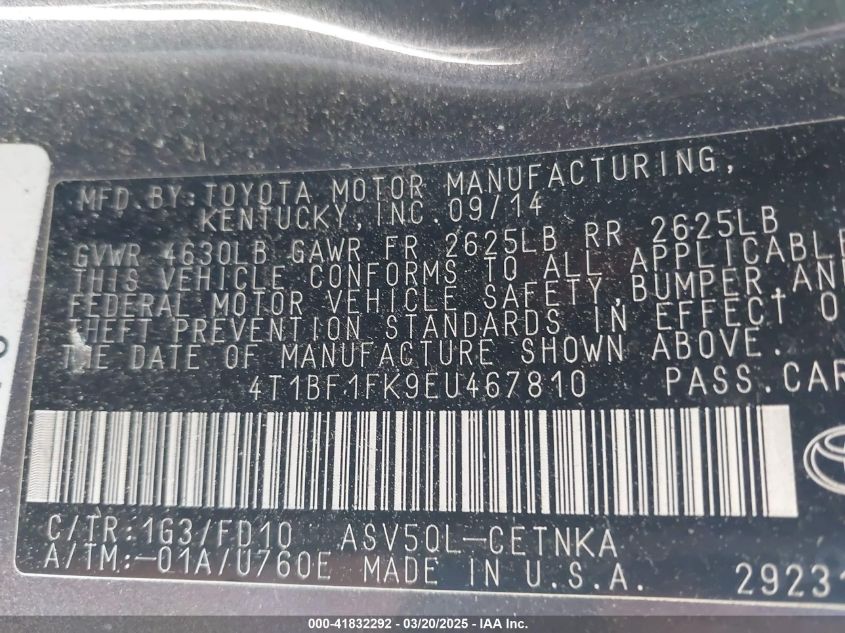 MFD. BY: TOYOTA MOTOR MANUFACTURING,
KENTUCKY, INC. 09/14
GVWR 4630LB GAWR FR 2625LB RR 2625LB
THIS VEHICLE CONFORMS TO ALL APPLICABLE
FEDERAL MOTOR VEHICLE SAFETY, BUMPER, AND
THEFT PREVENTION STANDARDS IN EFFECT O
THE DATE OF MANUFACTURE SHOWN ABOVE.
4T1BF1FK9EU467810 PASS. CAR
C/TR: 1G3/FD10 ASV50L-CETNKA
A/TM: -01A/U760E MADE IN U.S.A. 2923
000-41832292 - 03/20/2025 - IAA Inc.